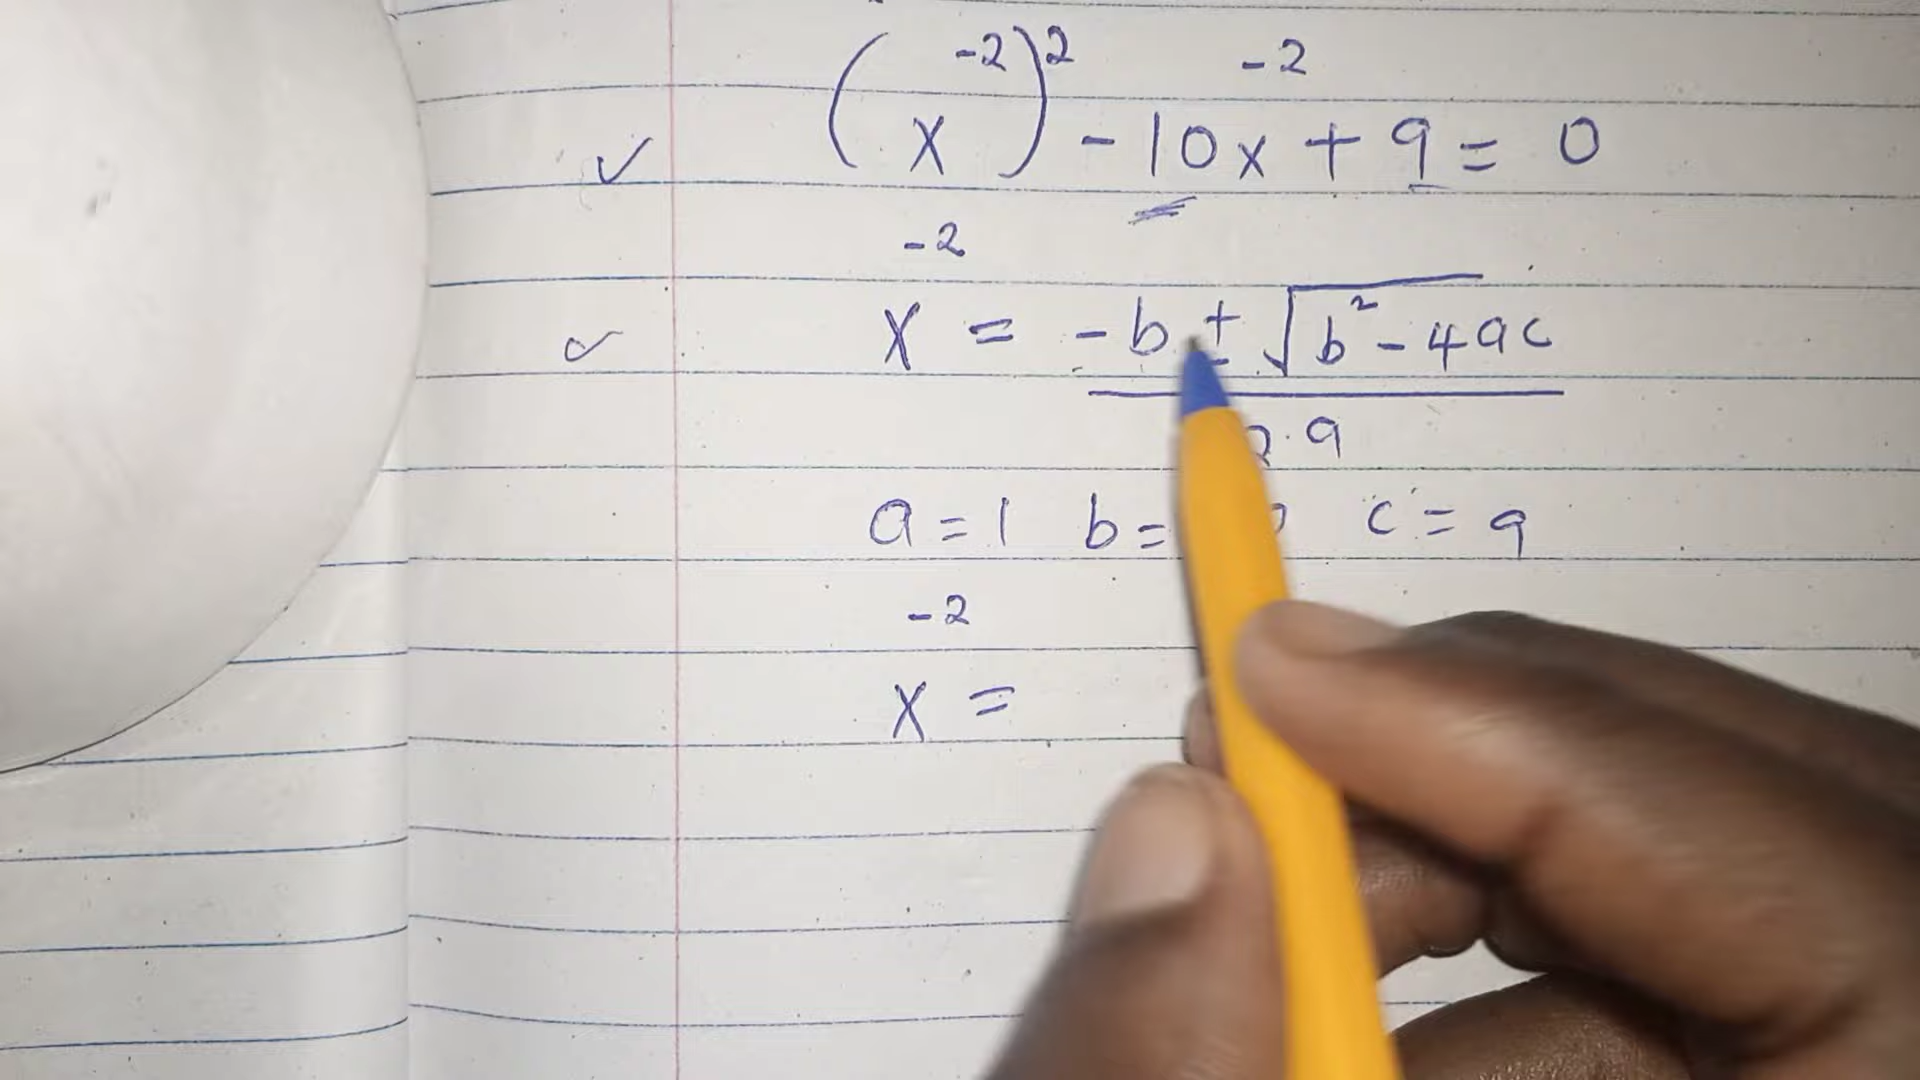 (x⁻²)² - 10x⁻² + 9 = 0
x⁻² = -b ± √b² - 4ac
a
a = 1 b = c = 9
x⁻² =